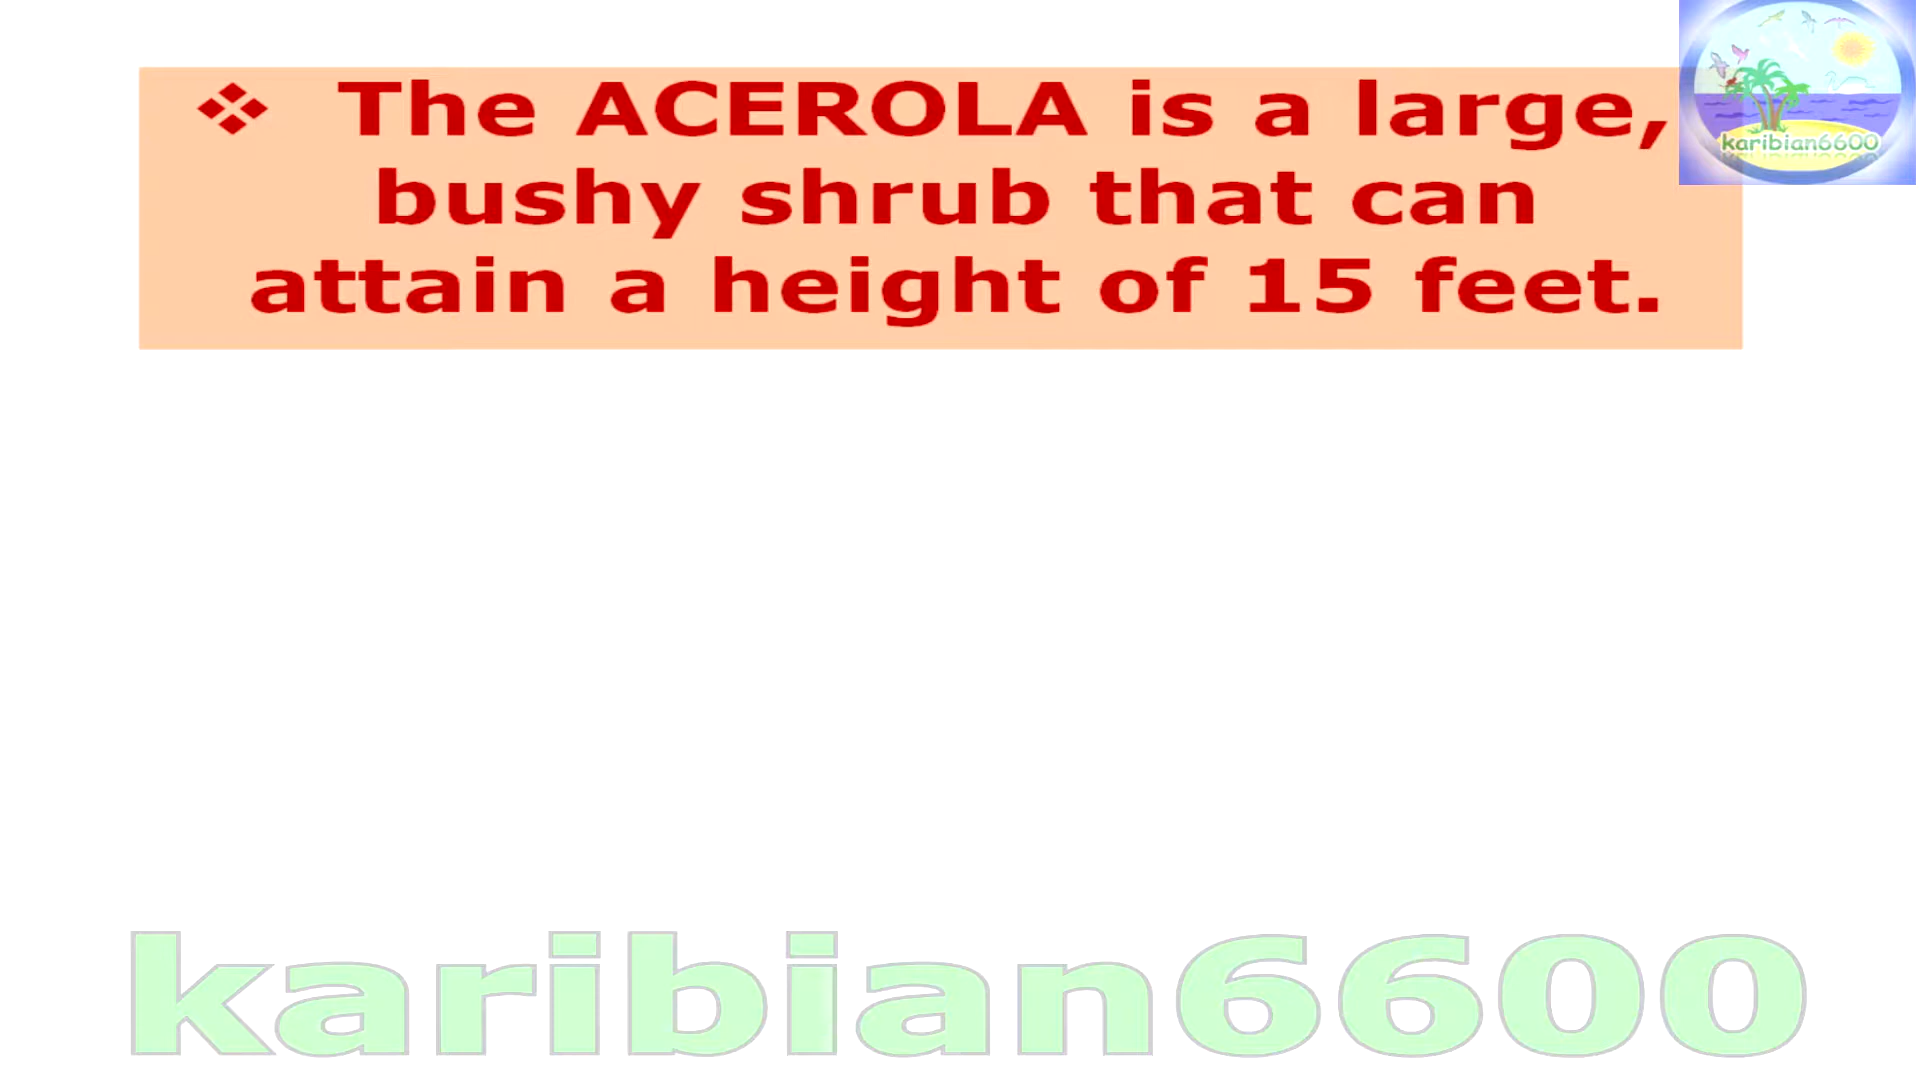 ❖ The ACEROLA is a large,
bushy shrub that can
attain a height of 15 feet.
karibian6600
karibian6600